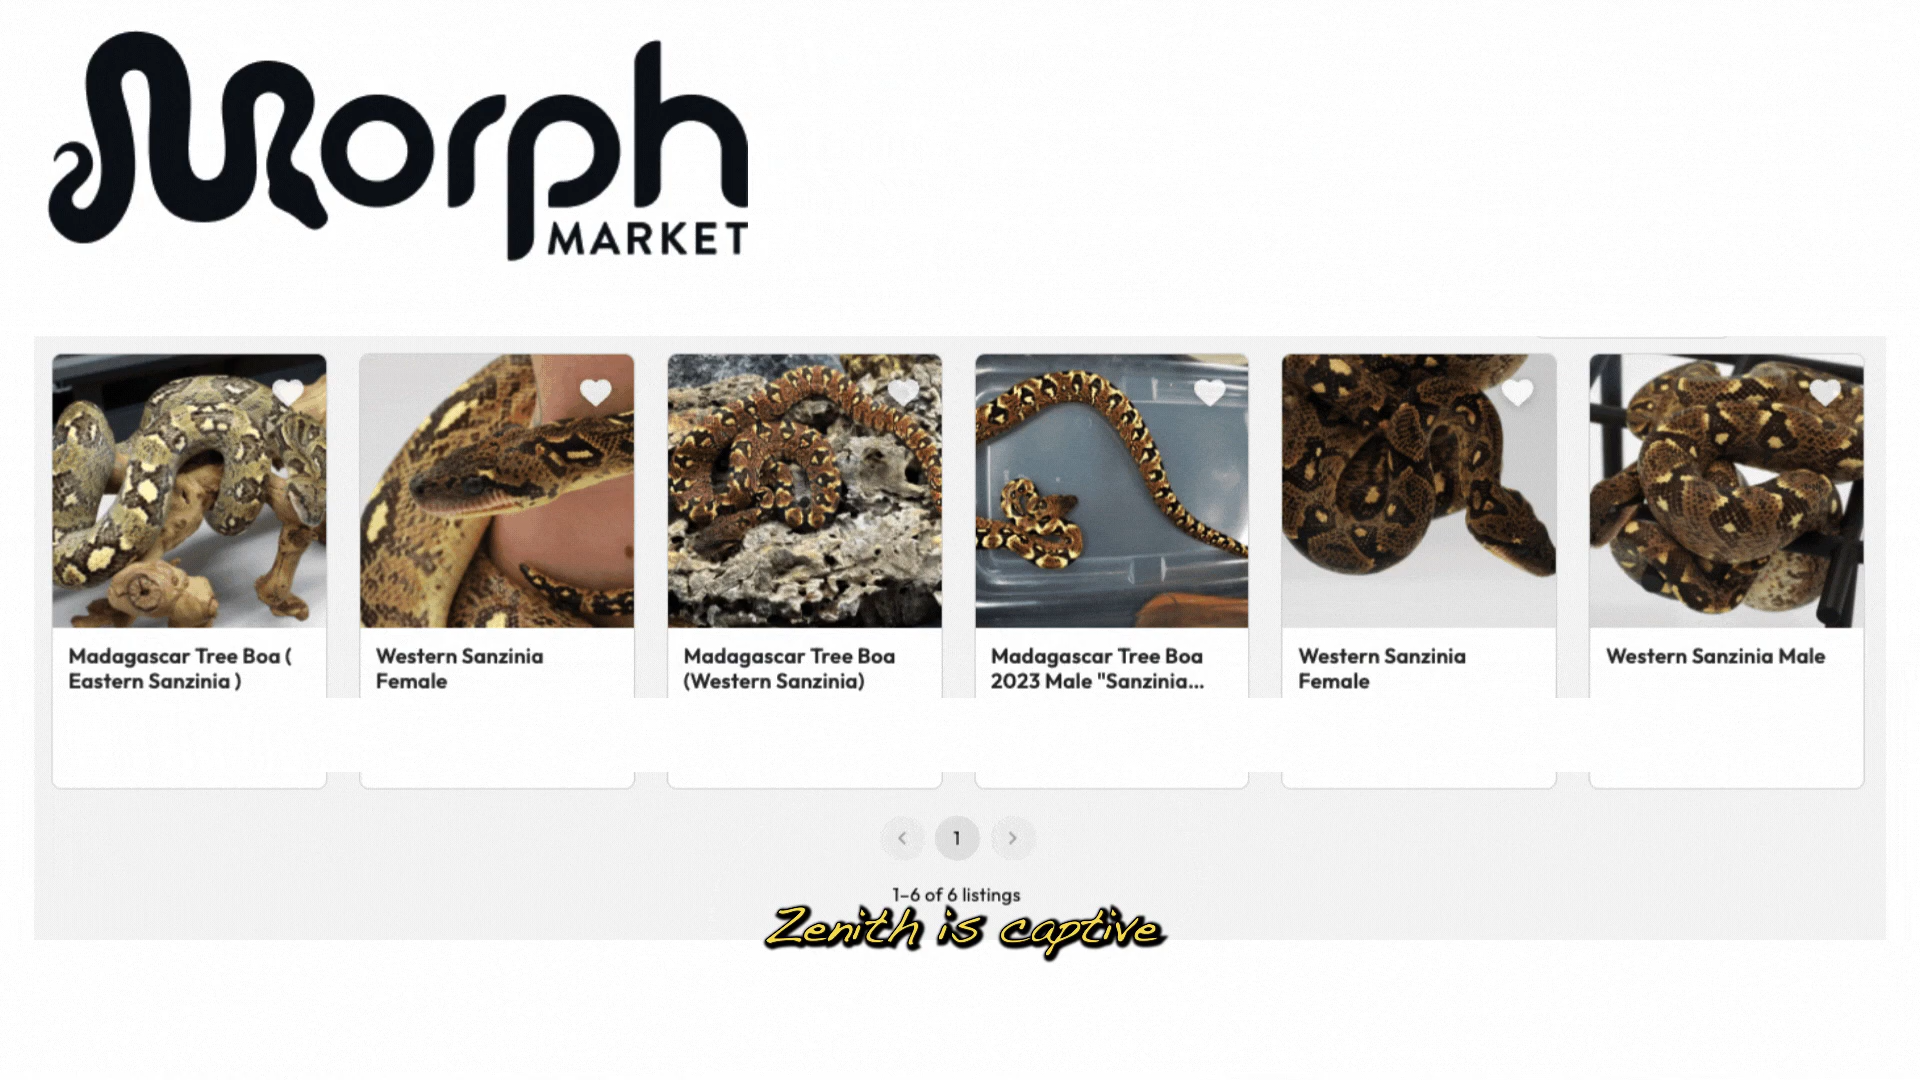 Morph
MARKET
Madagascar Tree Boa (
Eastern Sanzinia )
Western Sanzinia
Female
Madagascar Tree Boa
(Western Sanzinia)
Madagascar Tree Boa
2023 Male "Sanzinia...
Western Sanzinia
Female
Western Sanzinia Male
1
1–6 of 6 listings
Zenith is captive